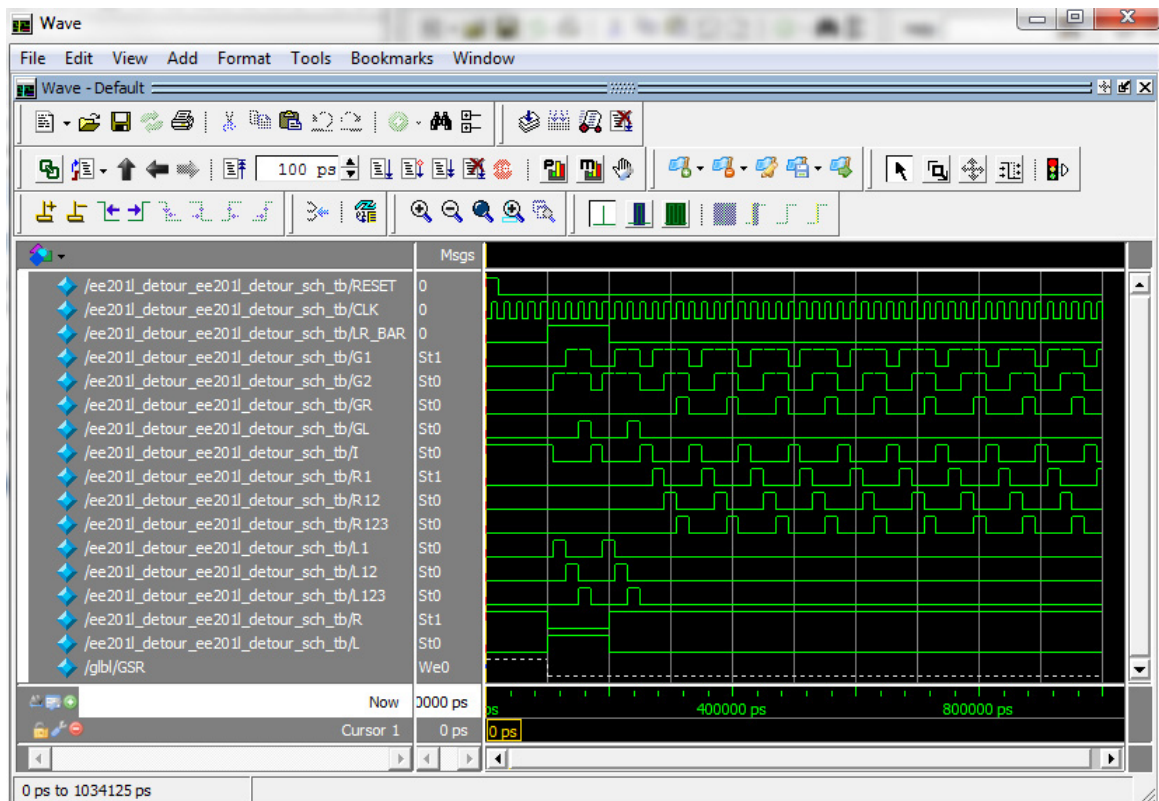 Wave
File Edit View Add Format Tools Bookmarks Window
Wave - Default
100 ps
Msgs
/ee201l_detour_ee201l_detour_sch_tb/RESET 0
/ee201l_detour_ee201l_detour_sch_tb/CLK 0
/ee201l_detour_ee201l_detour_sch_tb/LR_BAR 0
/ee201l_detour_ee201l_detour_sch_tb/G1 St1
/ee201l_detour_ee201l_detour_sch_tb/G2 St0
/ee201l_detour_ee201l_detour_sch_tb/GR St0
/ee201l_detour_ee201l_detour_sch_tb/GL St0
/ee201l_detour_ee201l_detour_sch_tb/I St0
/ee201l_detour_ee201l_detour_sch_tb/R1 St1
/ee201l_detour_ee201l_detour_sch_tb/R12 St0
/ee201l_detour_ee201l_detour_sch_tb/R123 St0
/ee201l_detour_ee201l_detour_sch_tb/L1 St0
/ee201l_detour_ee201l_detour_sch_tb/L12 St0
/ee201l_detour_ee201l_detour_sch_tb/L123 St0
/ee201l_detour_ee201l_detour_sch_tb/R St1
/ee201l_detour_ee201l_detour_sch_tb/L St0
/glbl/GSR We0
Now 0000 ps ps 400000 ps 800000 ps
Cursor 1 0 ps 0 ps
0 ps to 1034125 ps